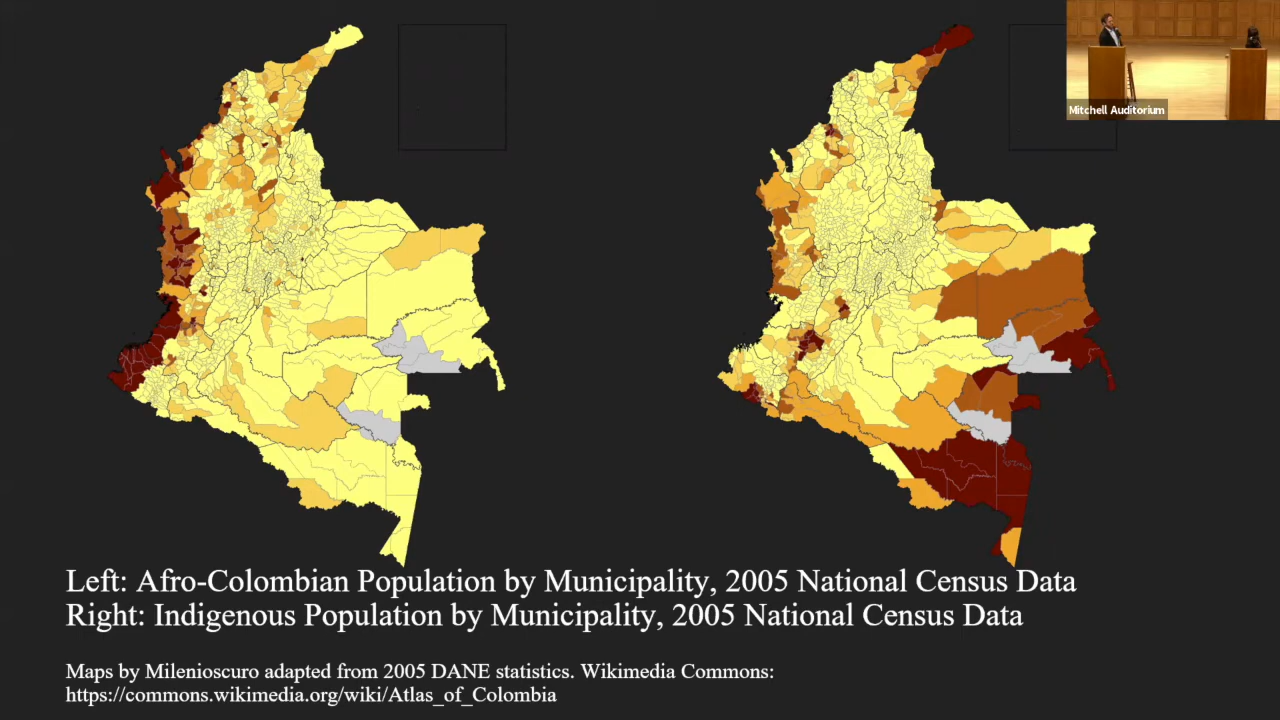 Mitchell Auditorium
Left: Afro-Colombian Population by Municipality, 2005 National Census Data
Right: Indigenous Population by Municipality, 2005 National Census Data
Maps by Milenioscuro adapted from 2005 DANE statistics. Wikimedia Commons:
https://commons.wikimedia.org/wiki/Atlas_of_Colombia